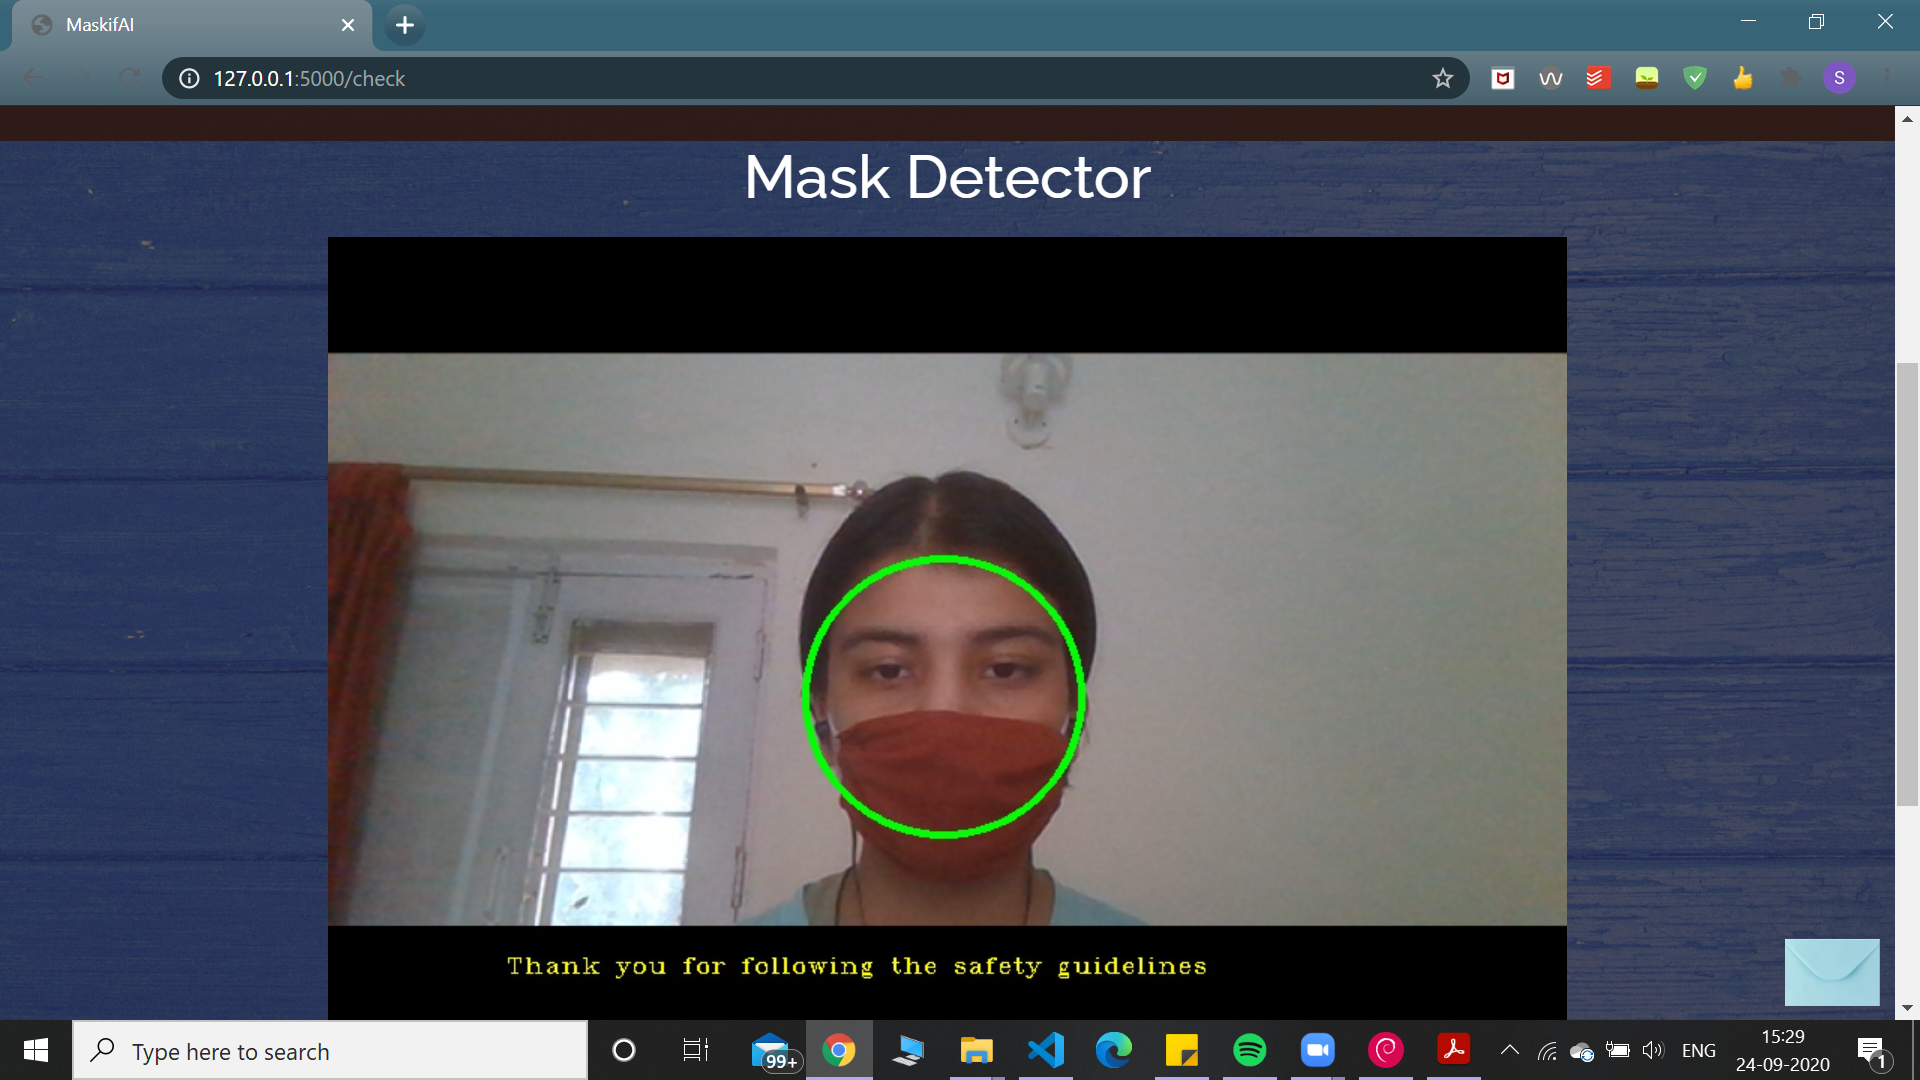 MaskifAI
127.0.0.1:5000/check
S
Mask Detector
Thank you for following the safety guidelines
Type here to search
99+
ENG
15:29
24-09-2020
1